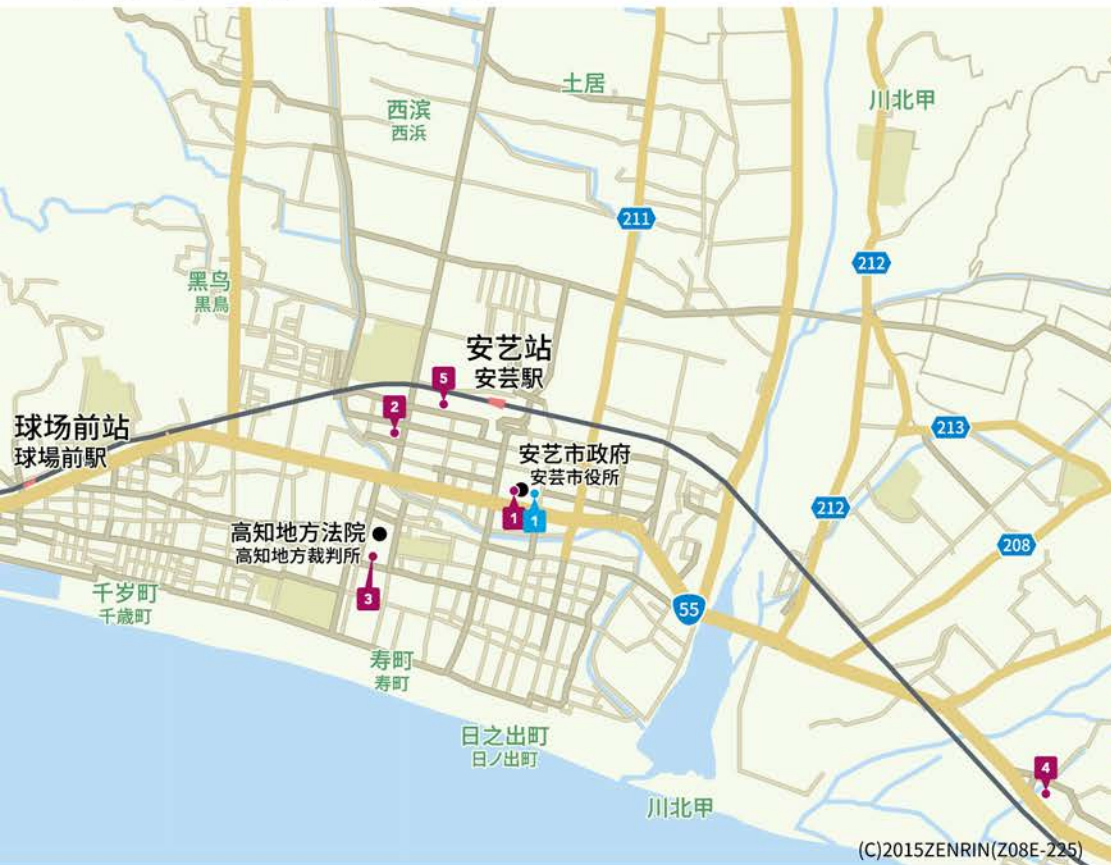 土居
川北甲
西滨
西浜
211
212
黑鸟
黒鳥
安艺站
安芸駅
5
2
球场前站
球場前駅
213
安艺市政府
安芸市役所
212
1
1
高知地方法院
高知地方裁判所
208
千岁町
千歳町
3
55
寿町
寿町
日之出町
日ノ出町
4
川北甲
(C)2015ZENRIN(Z08E-225)